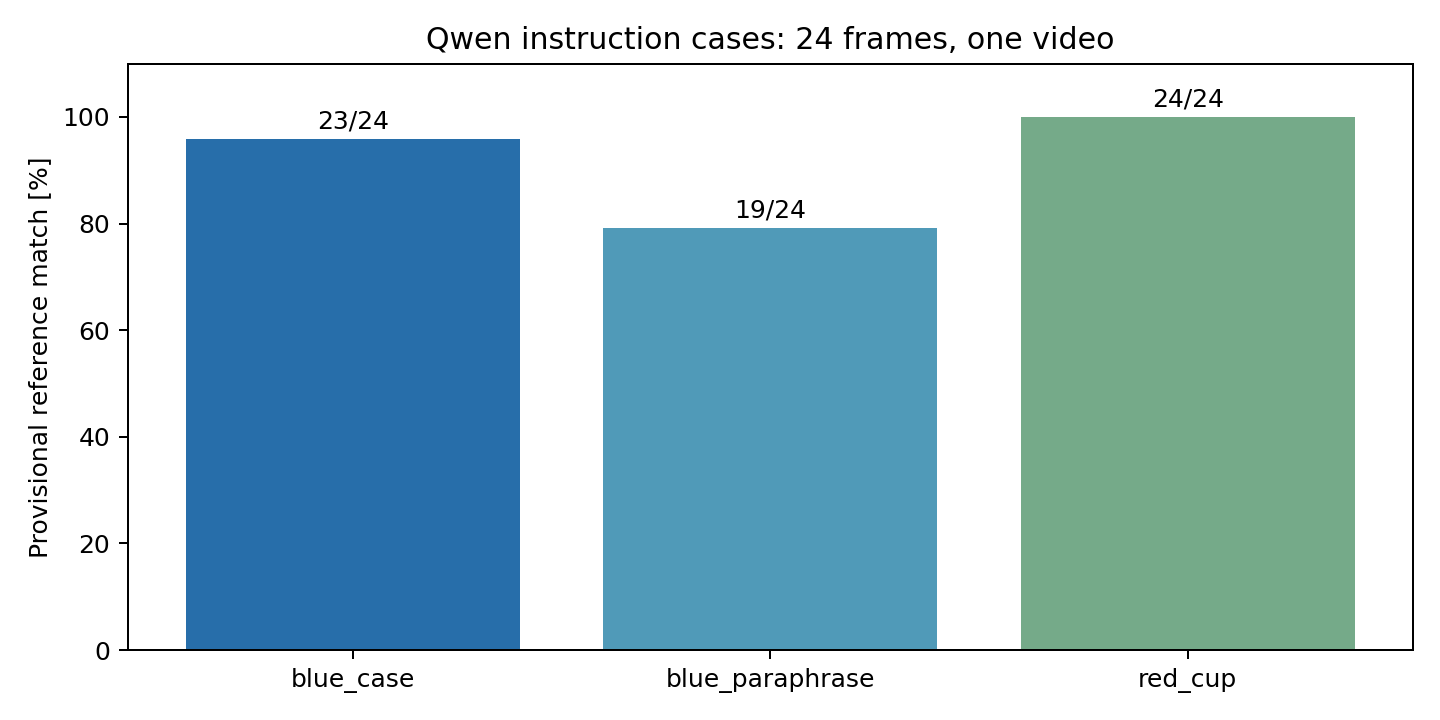 Qwen instruction cases: 24 frames, one video
Provisional reference match [%]
100
80
60
40
20
0
23/24
19/24
24/24
blue_case
blue_paraphrase
red_cup